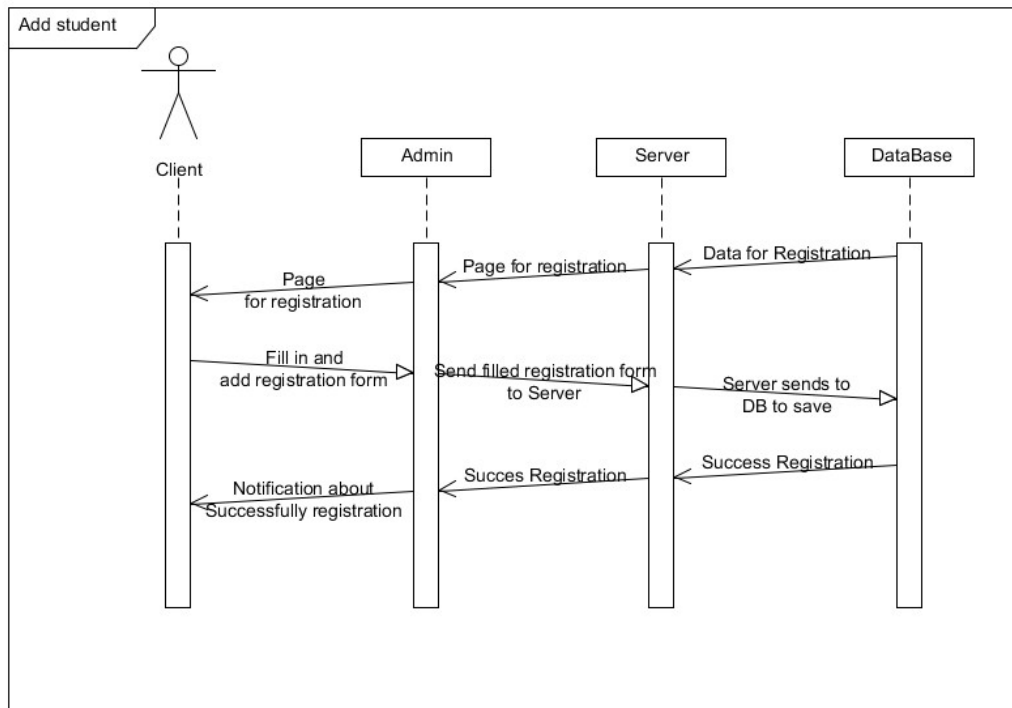 Add student
Client
Admin
Server
DataBase
Data for Registration
Page for registration
Page
for registration
Fill in and
add registration form
Send filled registration form
to Server
Server sends to
DB to save
Success Registration
Succes Registration
Notification about
Successfully registration